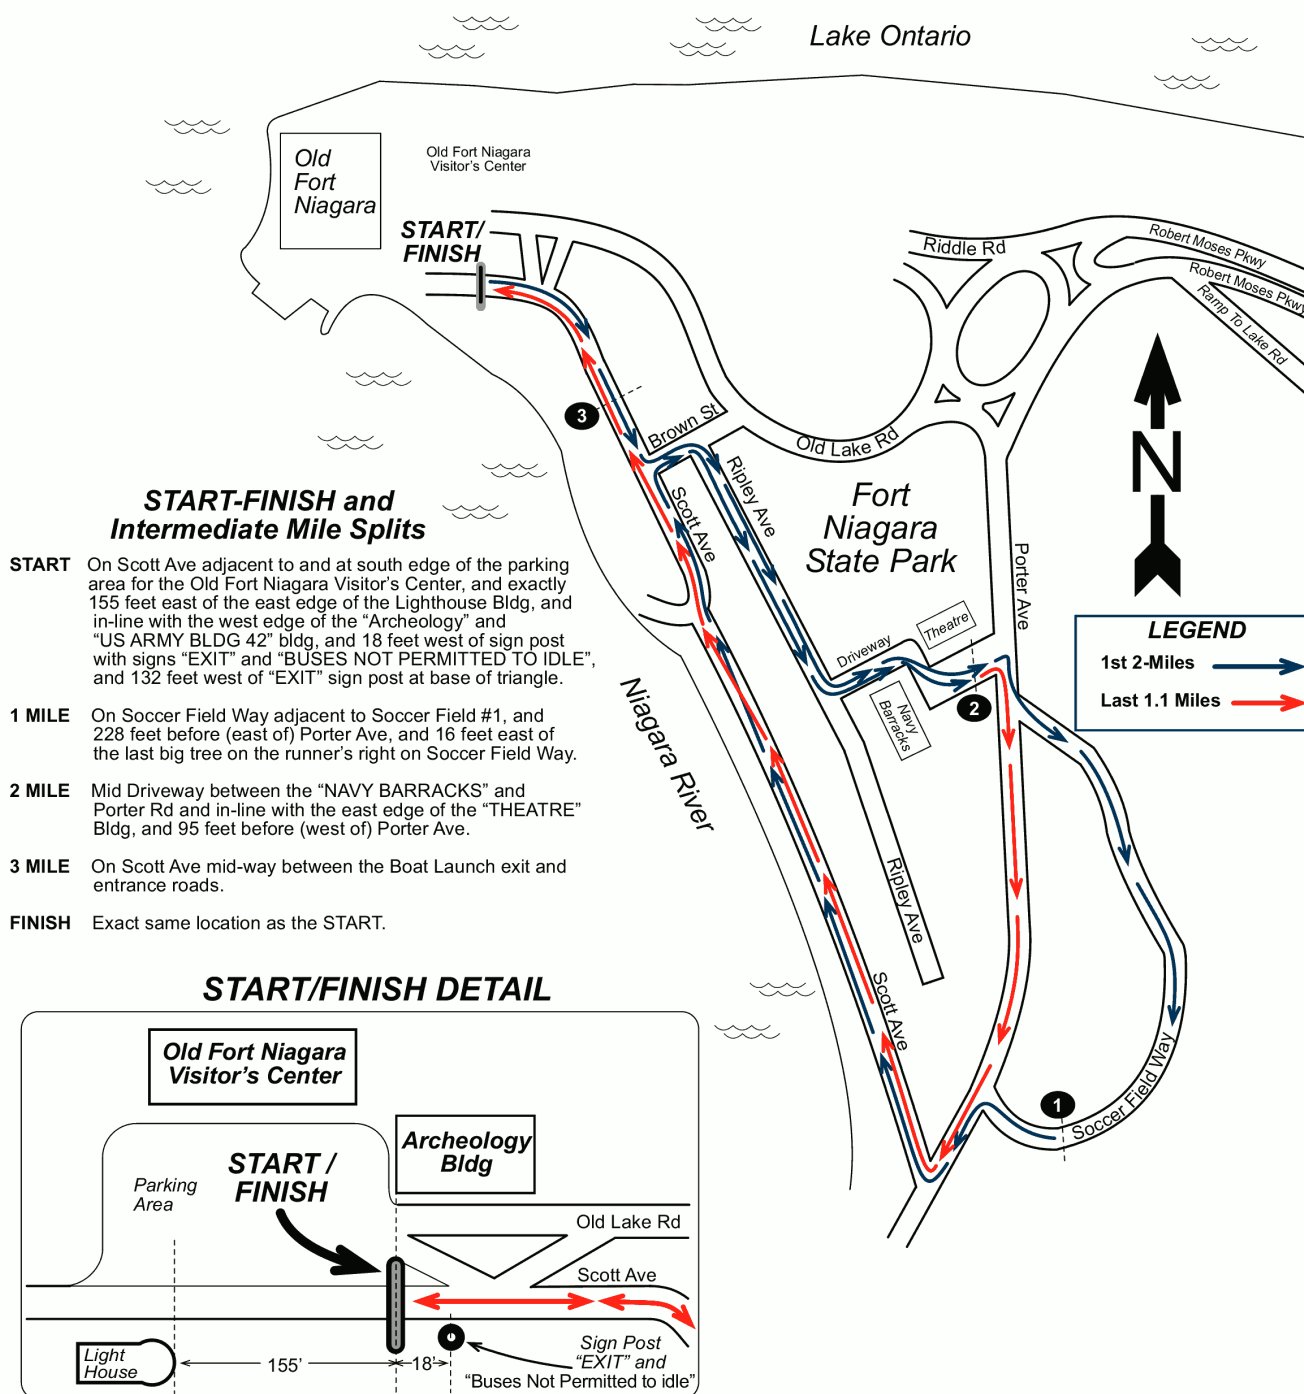 Lake Ontario
Old
Fort
Niagara
Old Fort Niagara
Visitor's Center
START/
FINISH
Riddle Rd
Robert Moses Pkwy
Robert Moses Pkwy
Ramp To Lake Rd
3
Brown St
Old Lake Rd
Ripley Ave
Scott Ave
Fort
Niagara
State Park
N
Porter Ave
Driveway
Theatre
Navy
Barracks
2
LEGEND
1st 2-Miles
Last 1.1 Miles
Niagara River
Ripley Ave
Scott Ave
1
Soccer Field Way
START-FINISH and
Intermediate Mile Splits
START On Scott Ave adjacent to and at south edge of the parking
area for the Old Fort Niagara Visitor's Center, and exactly
155 feet east of the east edge of the Lighthouse Bldg, and
in-line with the west edge of the “Archeology” and
“US ARMY BLDG 42” bldg, and 18 feet west of sign post
with signs “EXIT” and “BUSES NOT PERMITTED TO IDLE”,
and 132 feet west of “EXIT” sign post at base of triangle.
1 MILE On Soccer Field Way adjacent to Soccer Field #1, and
228 feet before (east of) Porter Ave, and 16 feet east of
the last big tree on the runner's right on Soccer Field Way.
2 MILE Mid Driveway between the “NAVY BARRACKS” and
Porter Rd and in-line with the east edge of the “THEATRE”
Bldg, and 95 feet before (west of) Porter Ave.
3 MILE On Scott Ave mid-way between the Boat Launch exit and
entrance roads.
FINISH Exact same location as the START.
START/FINISH DETAIL
Old Fort Niagara
Visitor's Center
Archeology
Bldg
START /
FINISH
Parking
Area
Old Lake Rd
Scott Ave
Light
House
155'
18'
Sign Post
“EXIT” and
“Buses Not Permitted to idle”